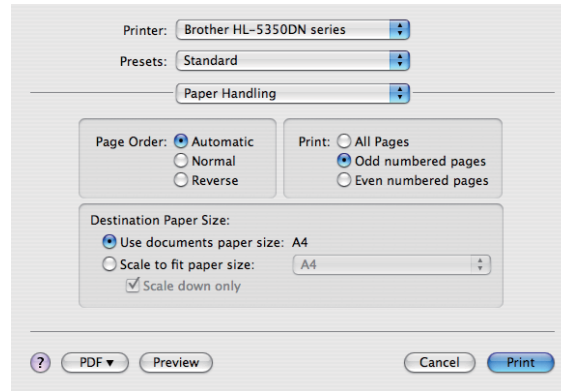 Printer: Brother HL-5350DN series
Presets: Standard
Paper Handling
Page Order: Automatic
Normal
Reverse
Print: All Pages
Odd numbered pages
Even numbered pages
Destination Paper Size:
Use documents paper size: A4
Scale to fit paper size: A4
Scale down only
? PDF▼ Preview Cancel Print